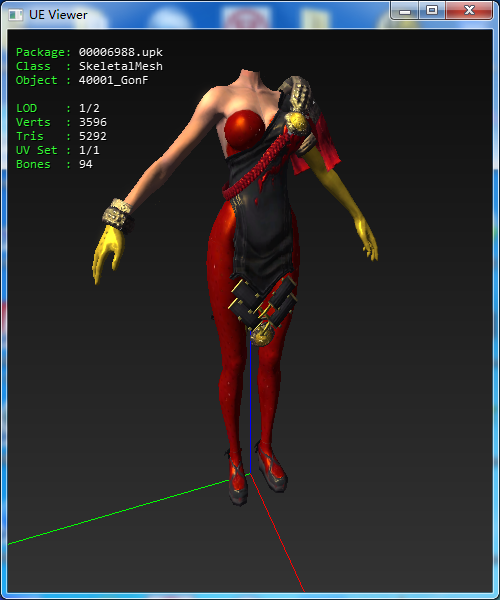 UE Viewer
Package: 00006988.upk
Class : SkeletalMesh
Object : 40001_GonF
LOD : 1/2
Verts : 3596
Tris : 5292
UV Set : 1/1
Bones : 94